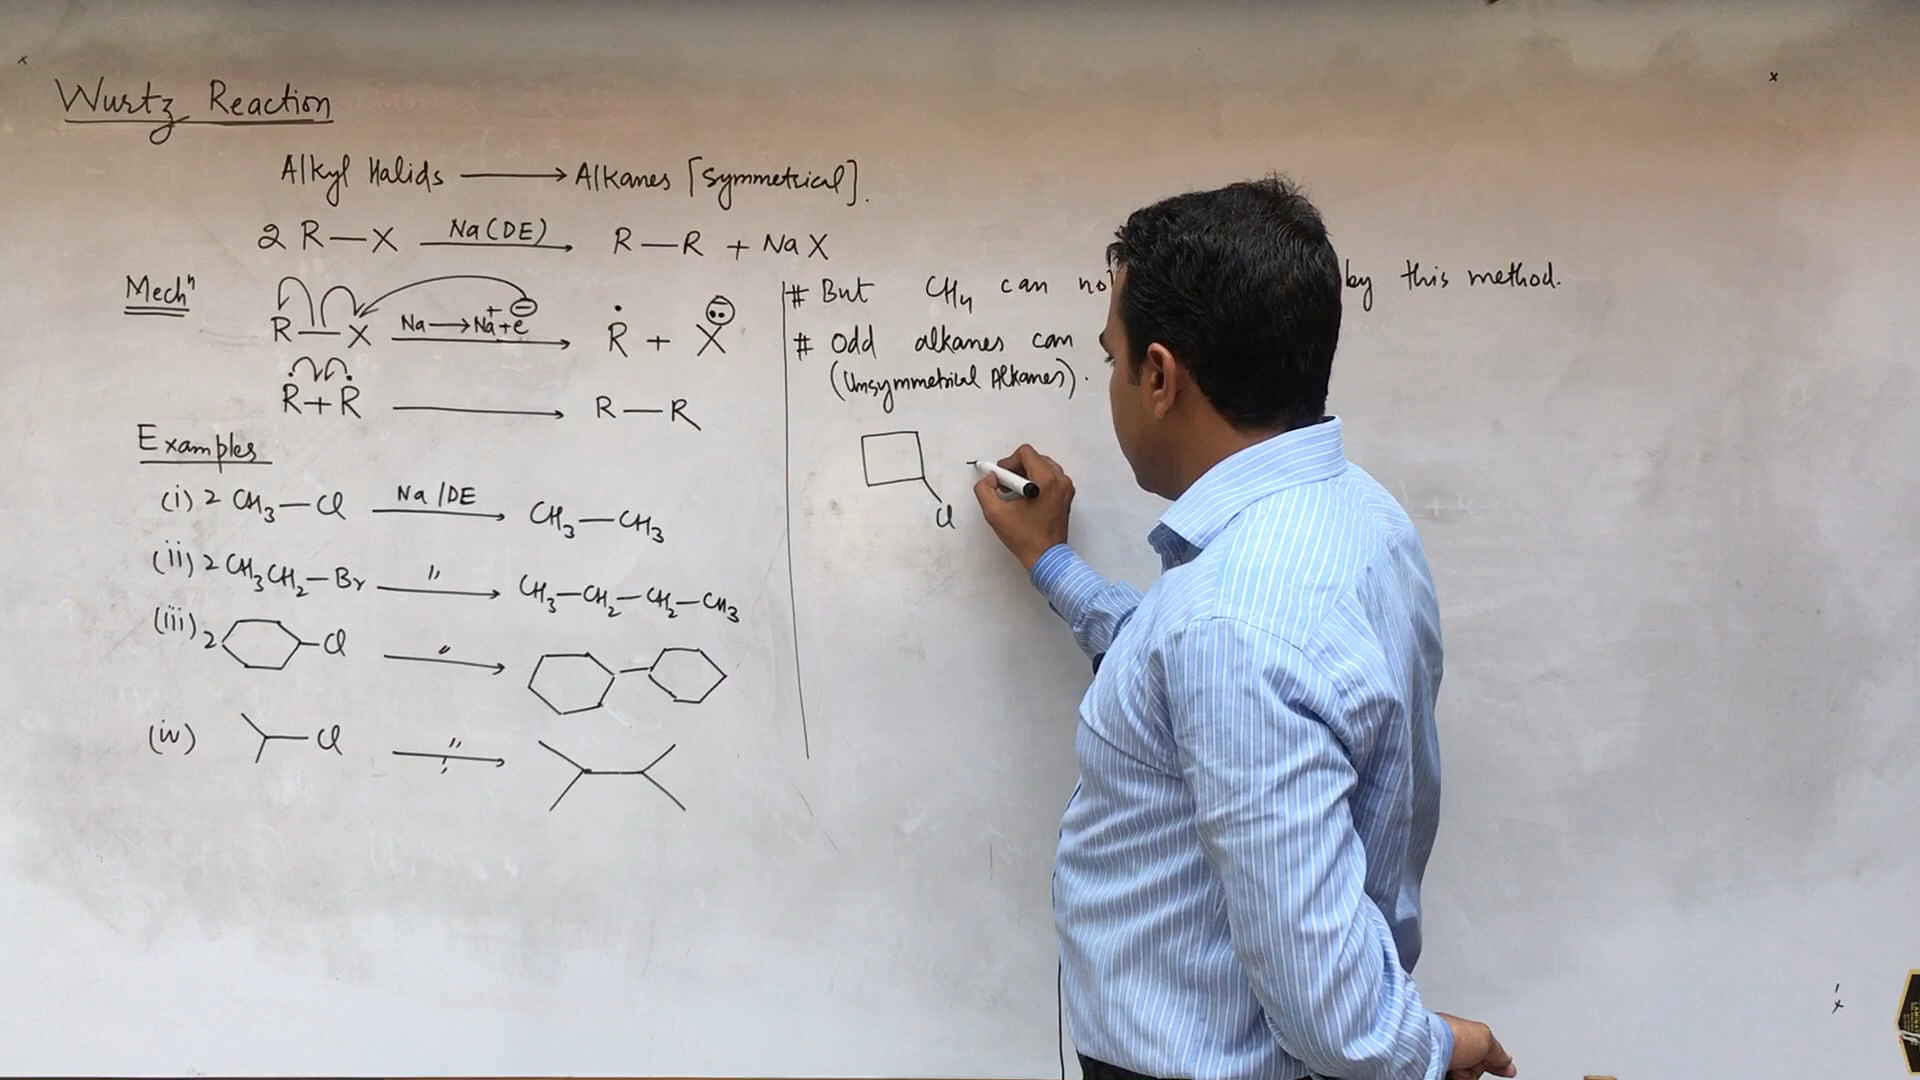 Wurtz Reaction
Alkyl Halids → Alkanes [Symmetrical].
2 R—X Na(DE) → R—R + NaX
Mechⁿ
R—X Na→Na⁺+e⊖ → Ṙ + X⊖
Ṙ+Ṙ → R—R
Examples
(i) 2 CH₃—Cl Na/DE → CH₃—CH₃
(ii) 2 CH₃CH₂—Br " → CH₃—CH₂—CH₂—CH₃
(iii) 2 —Cl " →
(iv) —Cl " →
# But CH₄ can by this method.
# Odd alkanes can
(Unsymmetrical Alkanes).
Cl